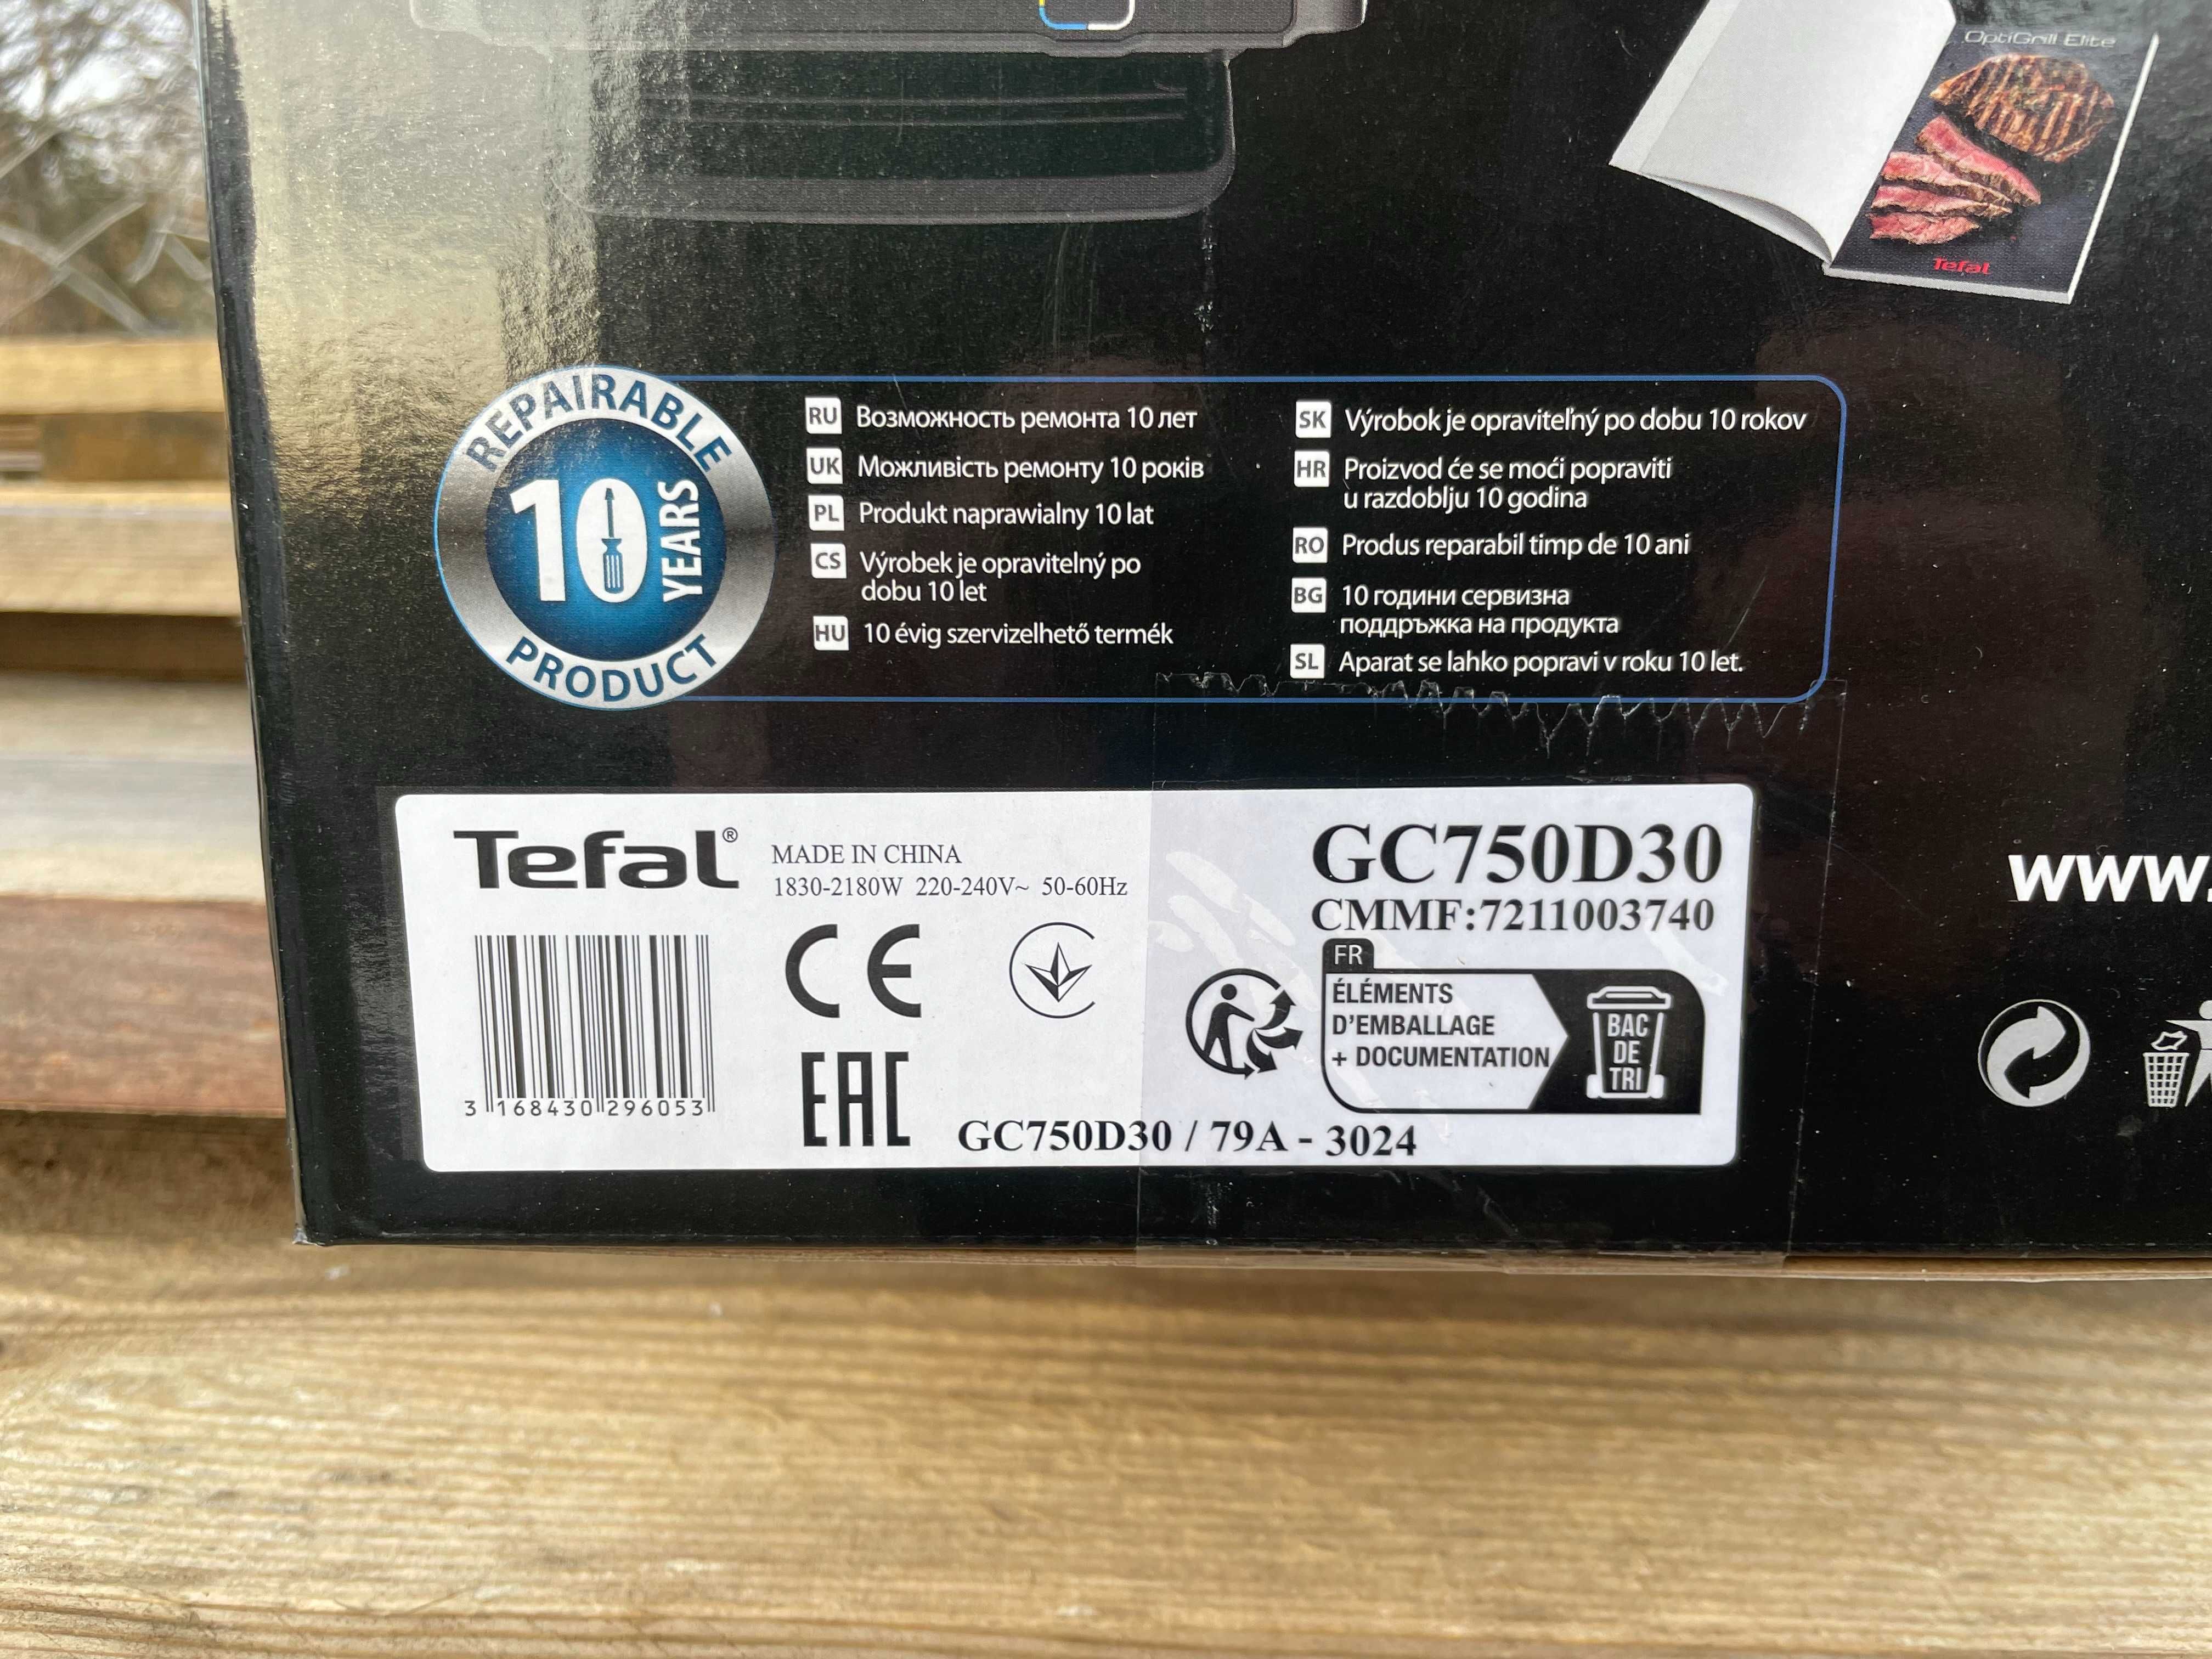 OptiGrill Elite
Tefal
REPAIRABLE
10 YEARS
PRODUCT
RU Возможность ремонта 10 лет
UK Можливість ремонту 10 років
PL Produkt naprawialny 10 lat
CS Výrobek je opravitelný po
dobu 10 let
HU 10 évig szervizelhető termék
SK Výrobok je opraviteľný po dobu 10 rokov
HR Proizvod će se moći popraviti
u razdoblju 10 godina
RO Produs reparabil timp de 10 ani
BG 10 години сервизна
поддръжка на продукта
SL Aparat se lahko popravi v roku 10 let.
Tefal®
MADE IN CHINA
1830-2180W 220-240V~ 50-60Hz
GC750D30
CMMF:7211003740
CE
EAC
3 168430 296053
FR
ÉLÉMENTS
D'EMBALLAGE
+ DOCUMENTATION
BAC
DE
TRI
GC750D30 / 79A - 3024
www.